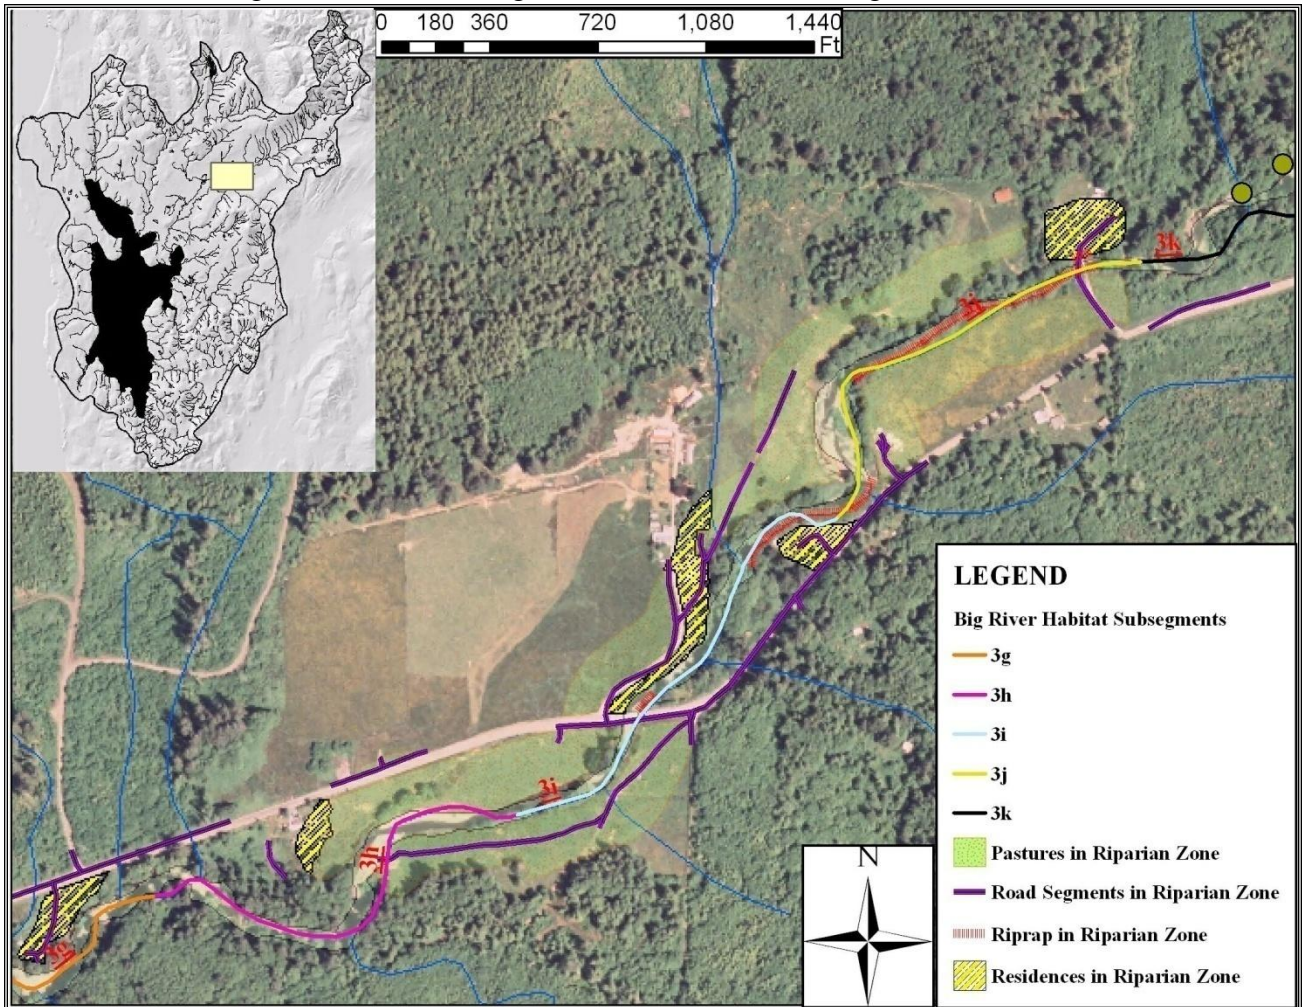 0 180 360 720 1,080 1,440
Ft
3k
3j
3i
3h
3g
LEGEND
Big River Habitat Subsegments
3g
3h
3i
3j
3k
Pastures in Riparian Zone
Road Segments in Riparian Zone
Riprap in Riparian Zone
Residences in Riparian Zone
N